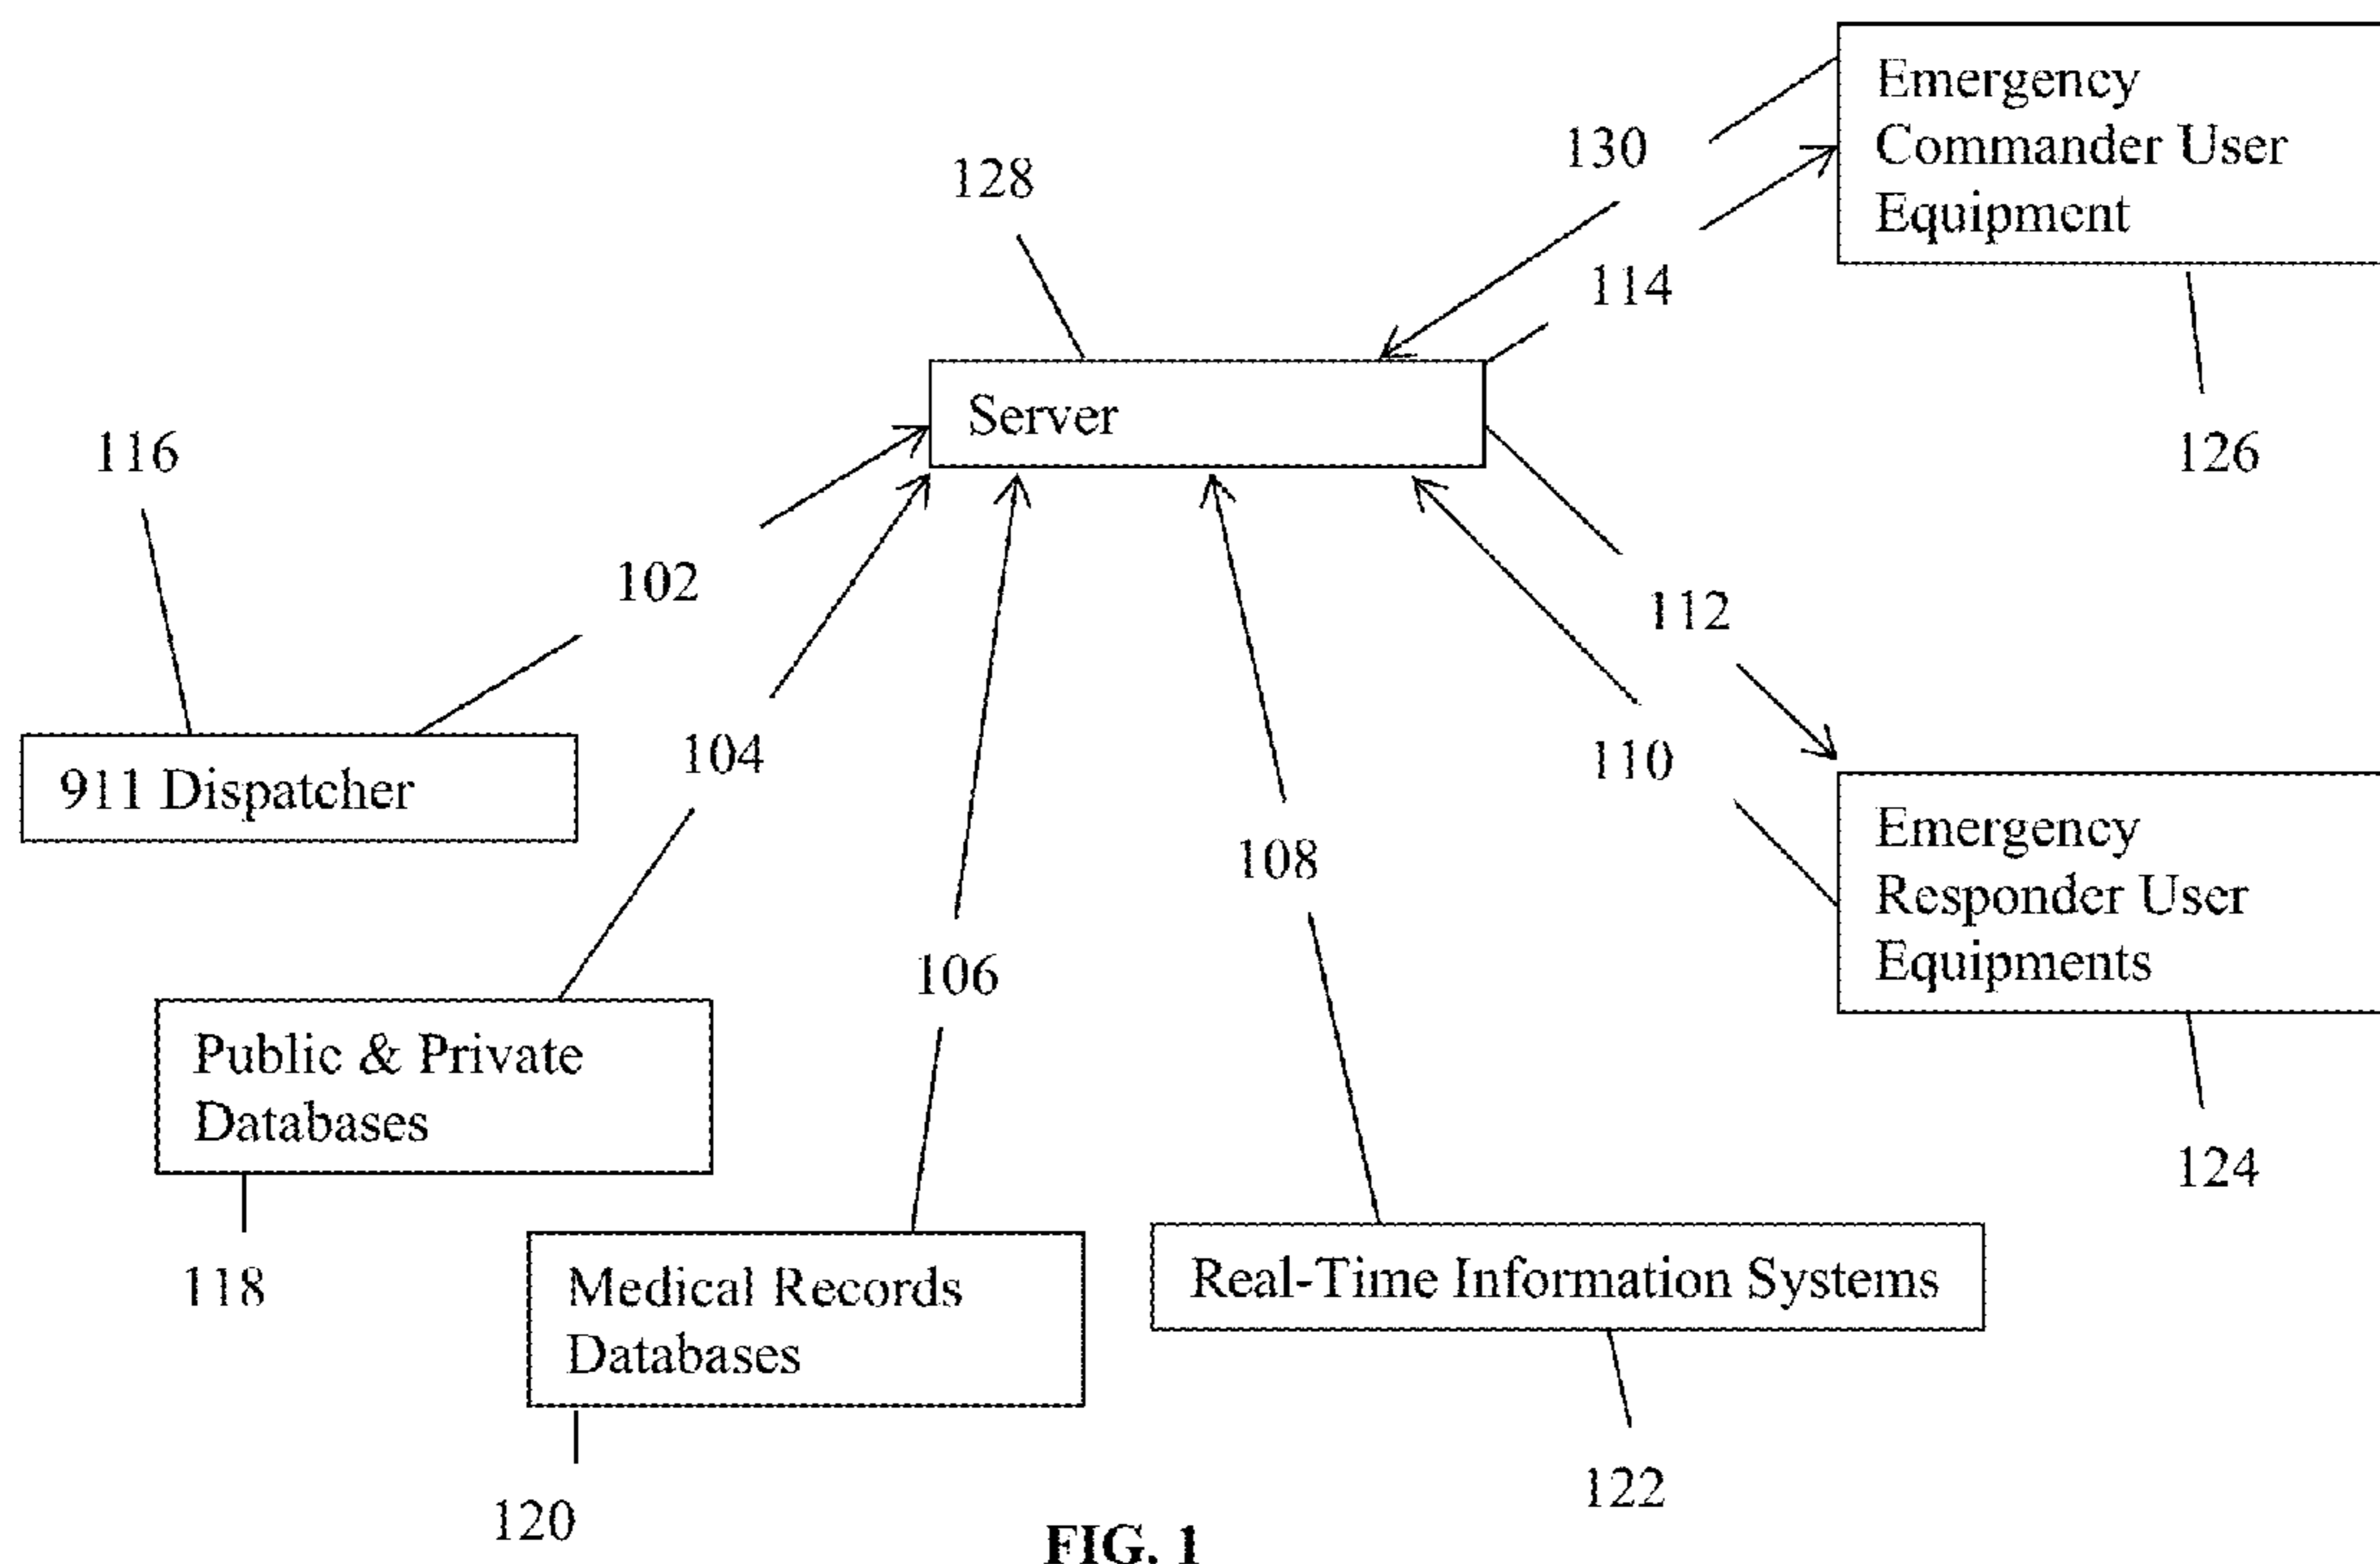 Emergency
Commander User
Equipment
130
128
114
Server
116
126
102
112
104
110
911 Dispatcher
108
Emergency
Responder User
Equipments
106
Public & Private
Databases
124
118
Medical Records
Databases
Real-Time Information Systems
122
120
FIG. 1